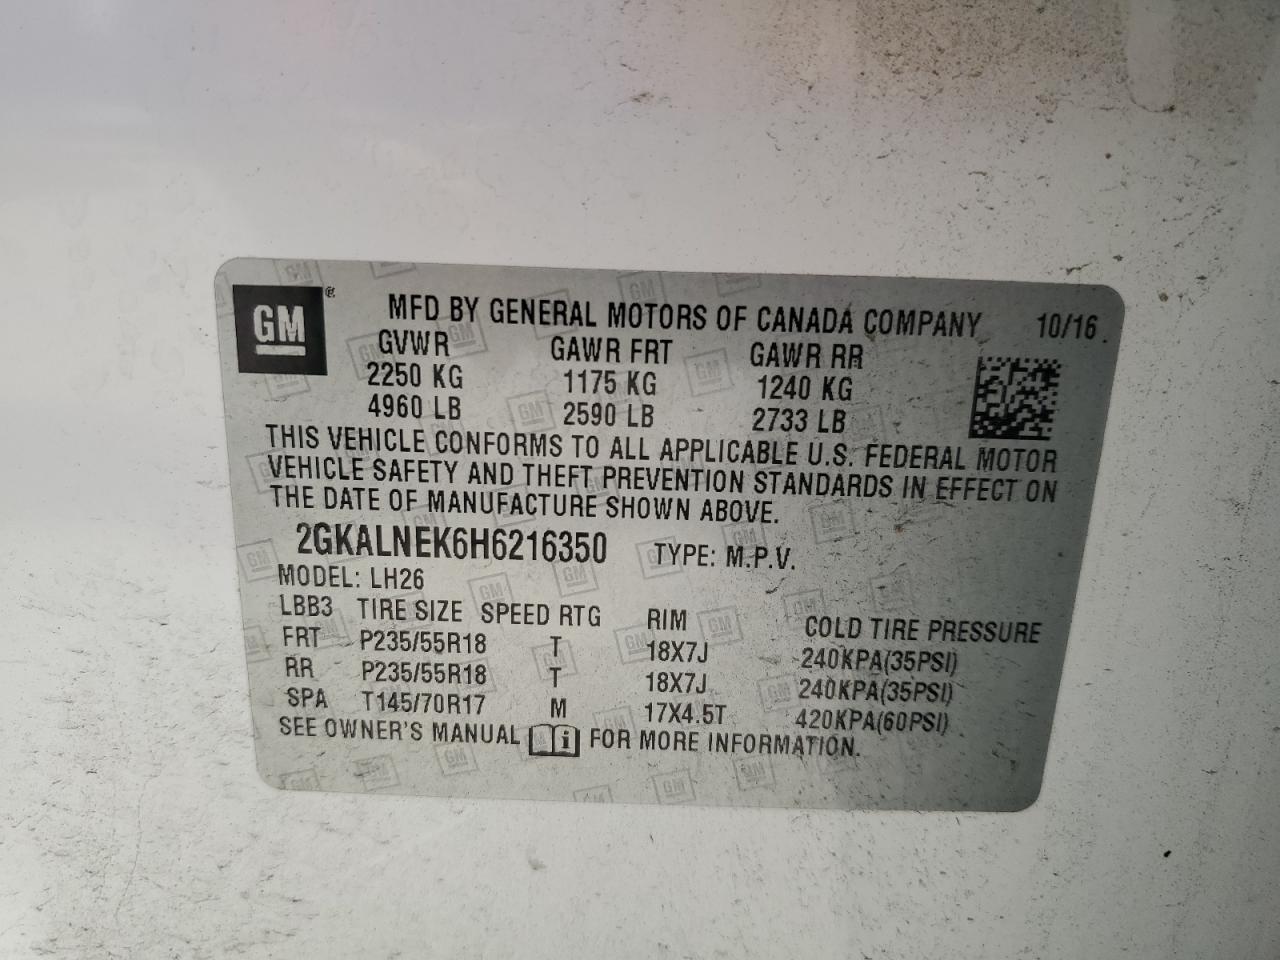 GM ®
MFD BY GENERAL MOTORS OF CANADA COMPANY 10/16
GVWR GAWR FRT GAWR RR
2250 KG 1175 KG 1240 KG
4960 LB 2590 LB 2733 LB
THIS VEHICLE CONFORMS TO ALL APPLICABLE U.S. FEDERAL MOTOR
VEHICLE SAFETY AND THEFT PREVENTION STANDARDS IN EFFECT ON
THE DATE OF MANUFACTURE SHOWN ABOVE.
2GKALNEK6H6216350 TYPE: M.P.V.
MODEL: LH26
LBB3 TIRE SIZE SPEED RTG RIM COLD TIRE PRESSURE
FRT P235/55R18 T 18X7J 240KPA(35PSI)
RR P235/55R18 T 18X7J 240KPA(35PSI)
SPA T145/70R17 M 17X4.5T 420KPA(60PSI)
SEE OWNER'S MANUAL i FOR MORE INFORMATION.